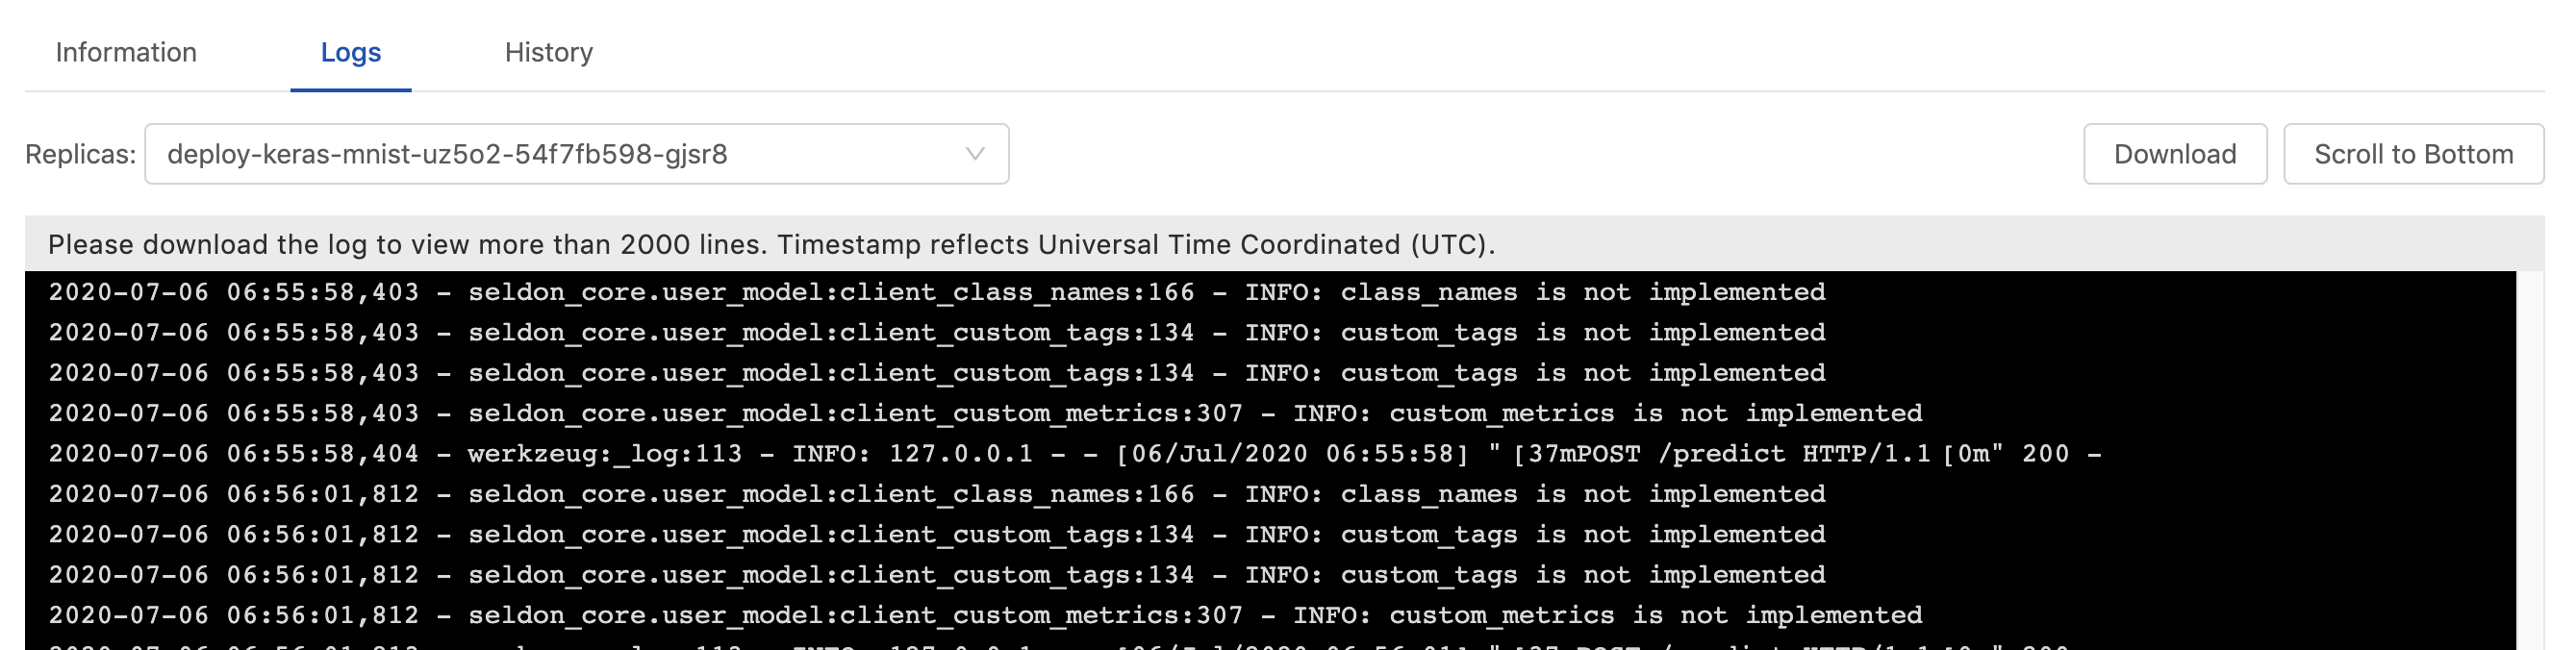 Information Logs History
Replicas: deploy-keras-mnist-uz5o2-54f7fb598-gjsr8 Download Scroll to Bottom
Please download the log to view more than 2000 lines. Timestamp reflects Universal Time Coordinated (UTC).
2020-07-06 06:55:58,403 - seldon_core.user_model:client_class_names:166 - INFO: class_names is not implemented
2020-07-06 06:55:58,403 - seldon_core.user_model:client_custom_tags:134 - INFO: custom_tags is not implemented
2020-07-06 06:55:58,403 - seldon_core.user_model:client_custom_tags:134 - INFO: custom_tags is not implemented
2020-07-06 06:55:58,403 - seldon_core.user_model:client_custom_metrics:307 - INFO: custom_metrics is not implemented
2020-07-06 06:55:58,404 - werkzeug:_log:113 - INFO: 127.0.0.1 - - [06/Jul/2020 06:55:58] "[37mPOST /predict HTTP/1.1[0m" 200 -
2020-07-06 06:56:01,812 - seldon_core.user_model:client_class_names:166 - INFO: class_names is not implemented
2020-07-06 06:56:01,812 - seldon_core.user_model:client_custom_tags:134 - INFO: custom_tags is not implemented
2020-07-06 06:56:01,812 - seldon_core.user_model:client_custom_tags:134 - INFO: custom_tags is not implemented
2020-07-06 06:56:01,812 - seldon_core.user_model:client_custom_metrics:307 - INFO: custom_metrics is not implemented